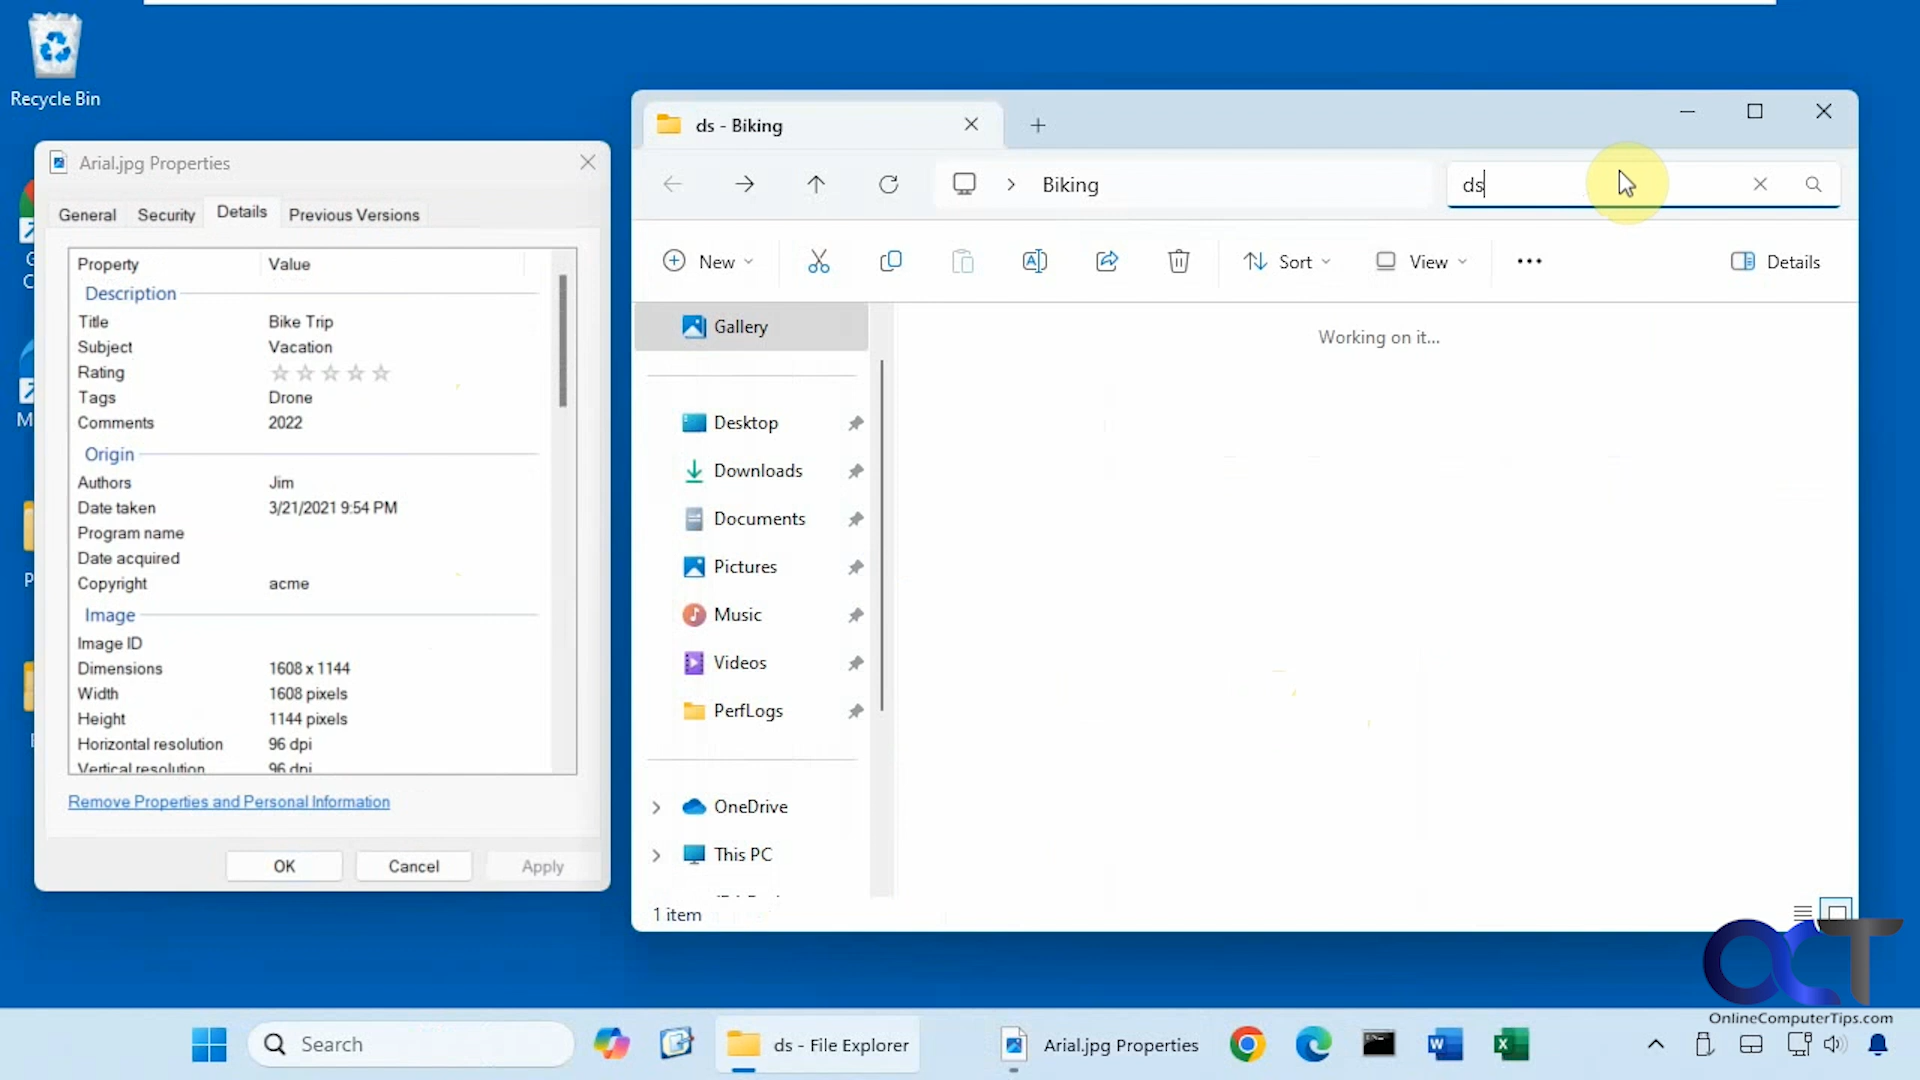 Recycle Bin
Arial.jpg Properties
General
Security
Details
Previous Versions
Property
Value
Description
Title
Bike Trip
Subject
Vacation
Rating
Tags
Drone
Comments
2022
Origin
Authors
Jim
Date taken
3/21/2021 9:54 PM
Program name
Date acquired
Copyright
acme
Image
Image ID
Dimensions
1608 x 1144
Width
1608 pixels
Height
1144 pixels
Horizontal resolution
96 dpi
Vertical resolution
96 dpi
Remove Properties and Personal Information
OK
Cancel
Apply
ds - Biking
Biking
ds
New
Sort
View
Details
Gallery
Working on it...
Desktop
Downloads
Documents
Pictures
Music
Videos
PerfLogs
OneDrive
This PC
1 item
OCT
OnlineComputerTips.com
Search
ds - File Explorer
Arial.jpg Properties